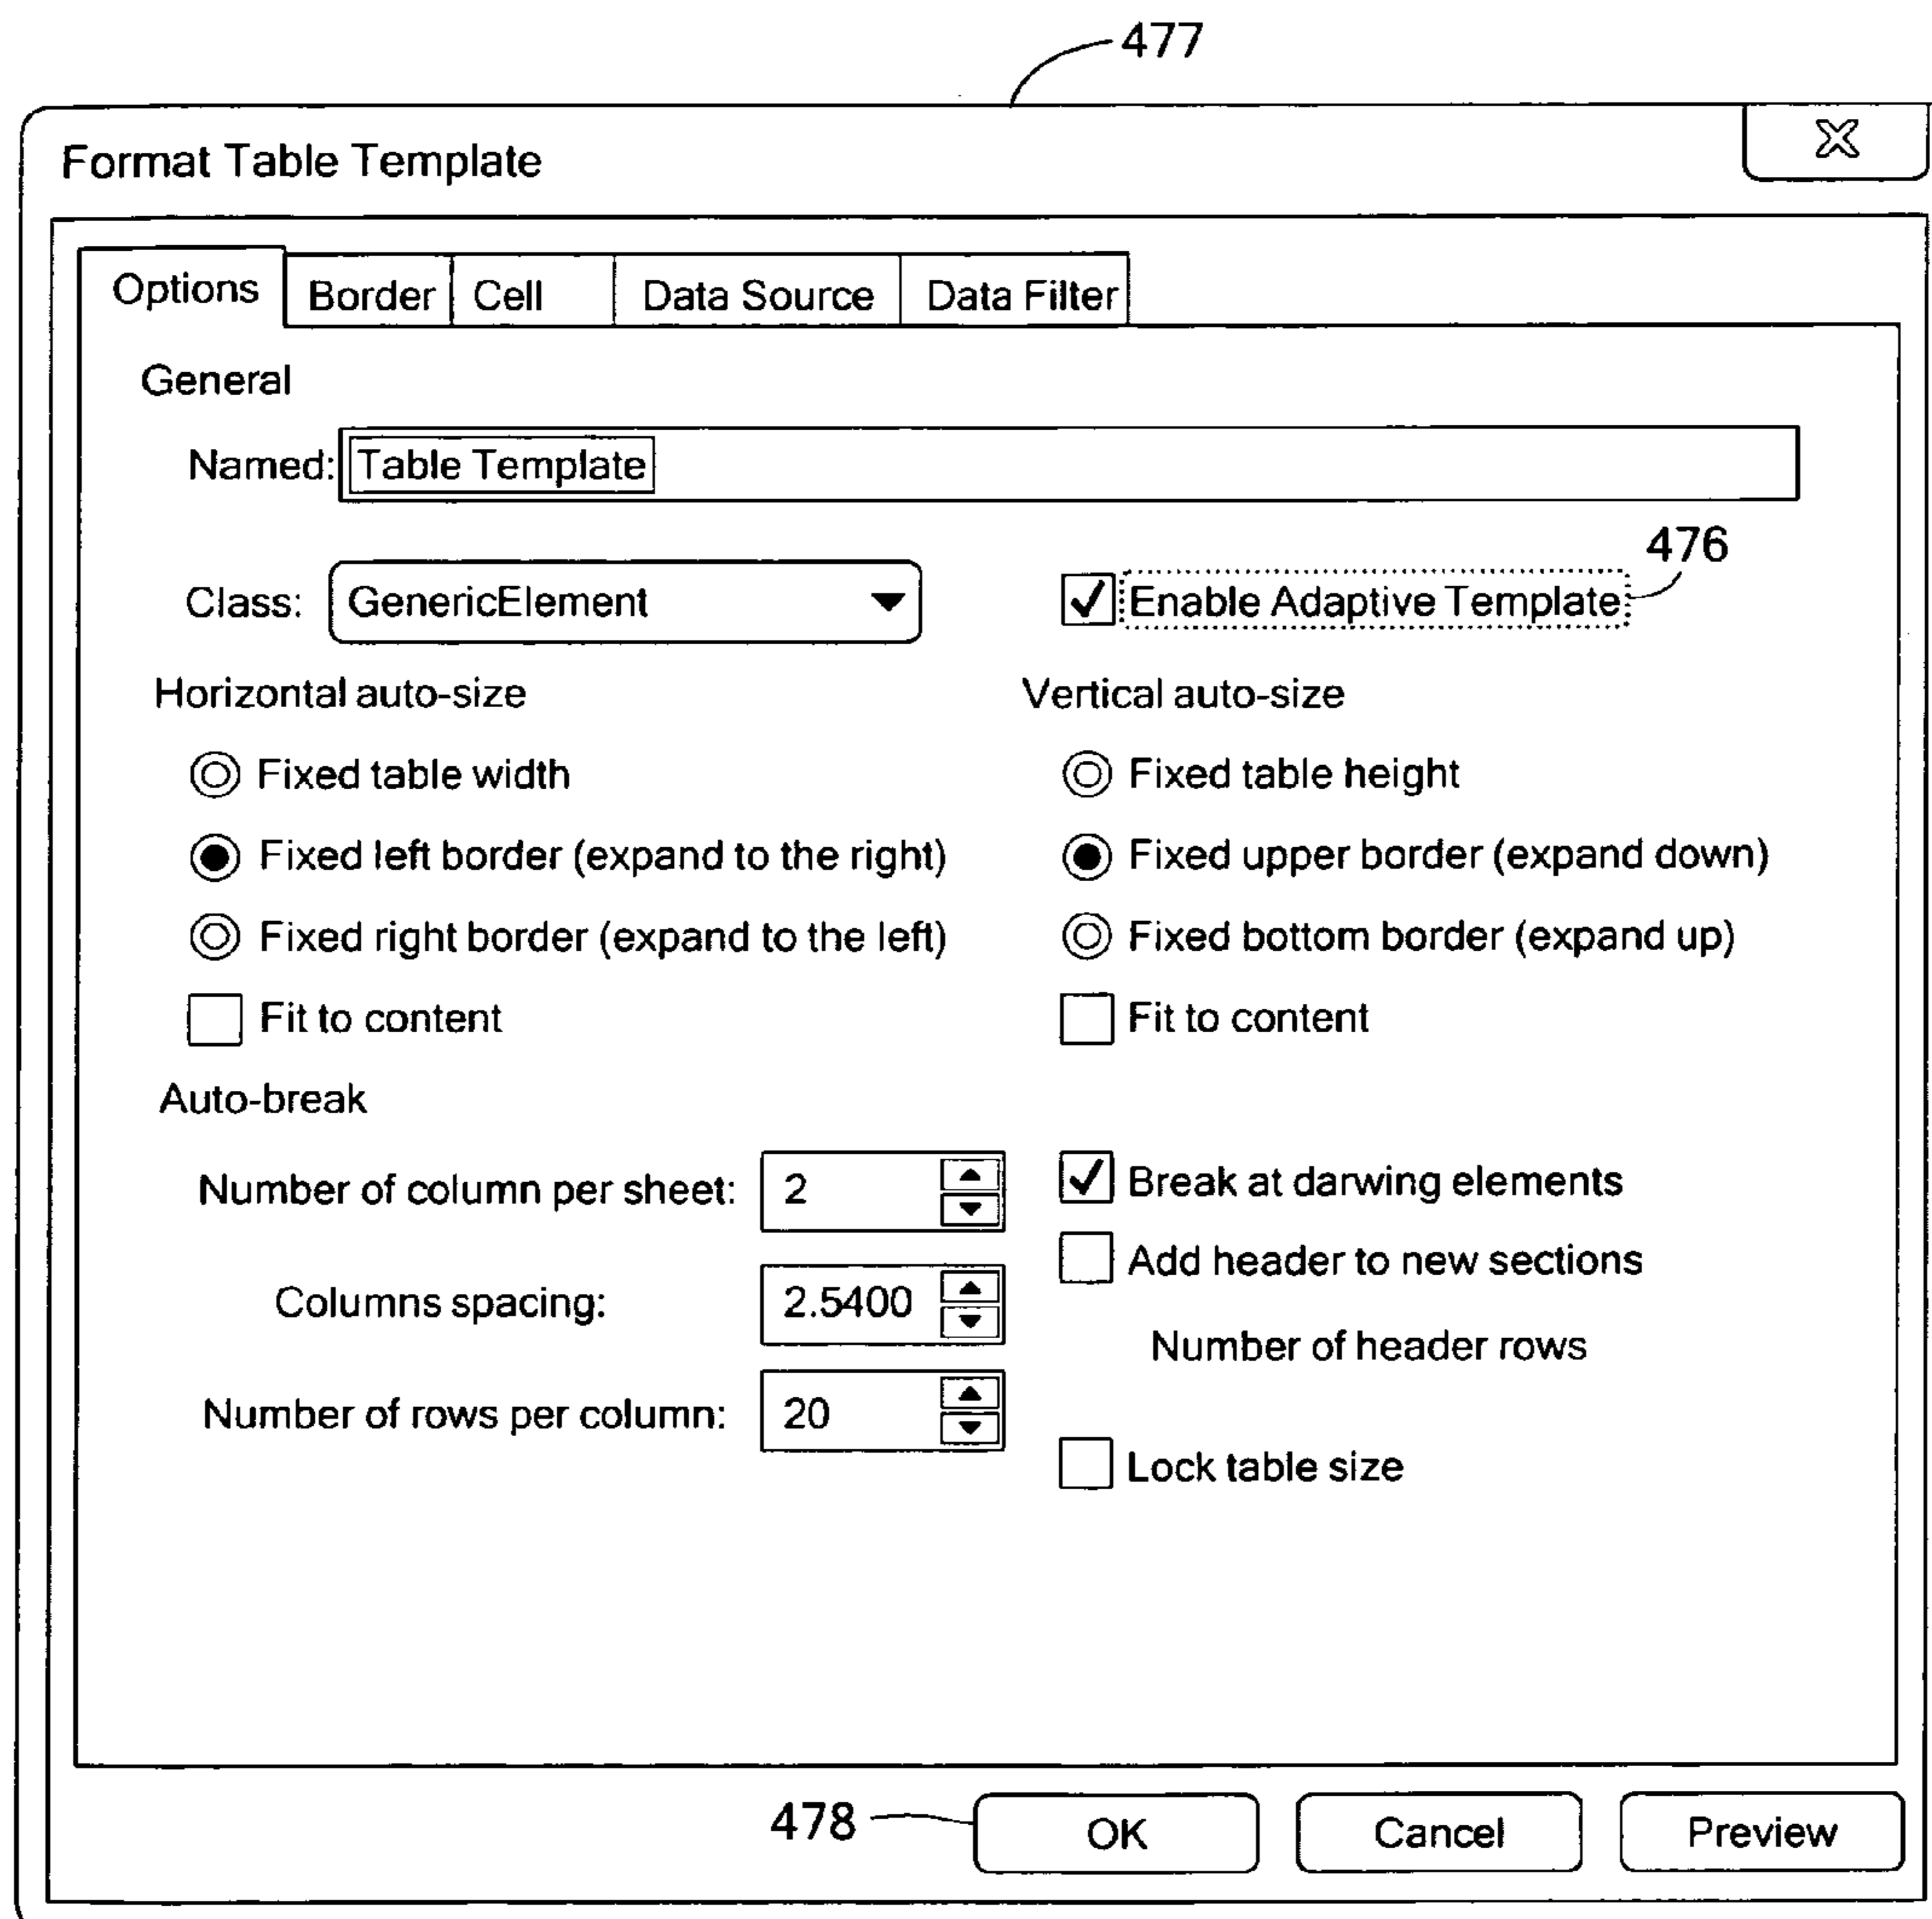 477
Format Table Template
Options Border Cell Data Source Data Filter
General
Named: Table Template
476
Class: GenericElement Enable Adaptive Template
Horizontal auto-size Vertical auto-size
Fixed table width Fixed table height
Fixed left border (expand to the right) Fixed upper border (expand down)
Fixed right border (expand to the left) Fixed bottom border (expand up)
Fit to content Fit to content
Auto-break
Number of column per sheet: 2 Break at darwing elements
Add header to new sections
Columns spacing: 2.5400
Number of header rows
Number of rows per column: 20
Lock table size
478 OK Cancel Preview